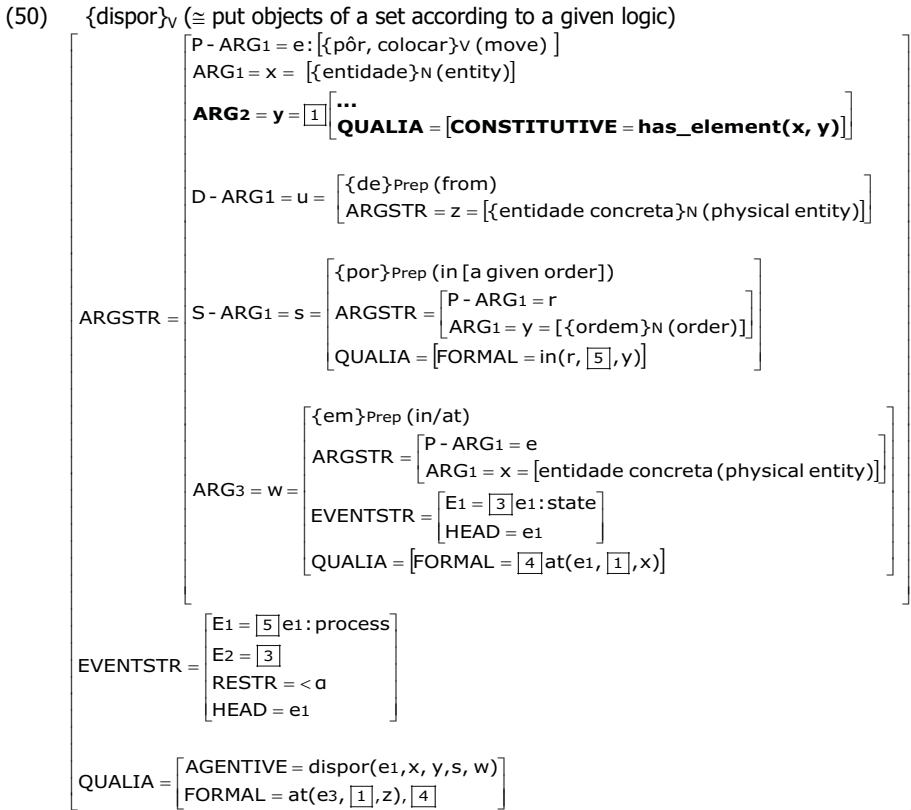 (50) {dispor}V (≅ put objects of a set according to a given logic)
P - ARG1 = e: [{pôr, colocar}V (move) ]
ARG1 = x = [{entidade}N (entity)]
ARG2 = y = 1 ...
QUALIA = [CONSTITUTIVE = has_element(x, y)]
D - ARG1 = u = {de}Prep (from)
ARGSTR = z = [{entidade concreta}N (physical entity)]
ARGSTR =
S - ARG1 = s =
{por}Prep (in [a given order])
ARGSTR = P - ARG1 = r
ARG1 = y = [{ordem}N (order)]
QUALIA = [FORMAL = in(r, 5 , y)]
ARG3 = w =
{em}Prep (in/at)
ARGSTR = P - ARG1 = e
ARG1 = x = [entidade concreta (physical entity)]
EVENTSTR = E1 = 3 e1: state
HEAD = e1
QUALIA = [FORMAL = 4 at(e1, 1 , x)]
EVENTSTR =
E1 = 5 e1: process
E2 = 3
RESTR = < α
HEAD = e1
QUALIA = AGENTIVE = dispor(e1, x, y, s, w)
FORMAL = at(e3, 1 , z), 4